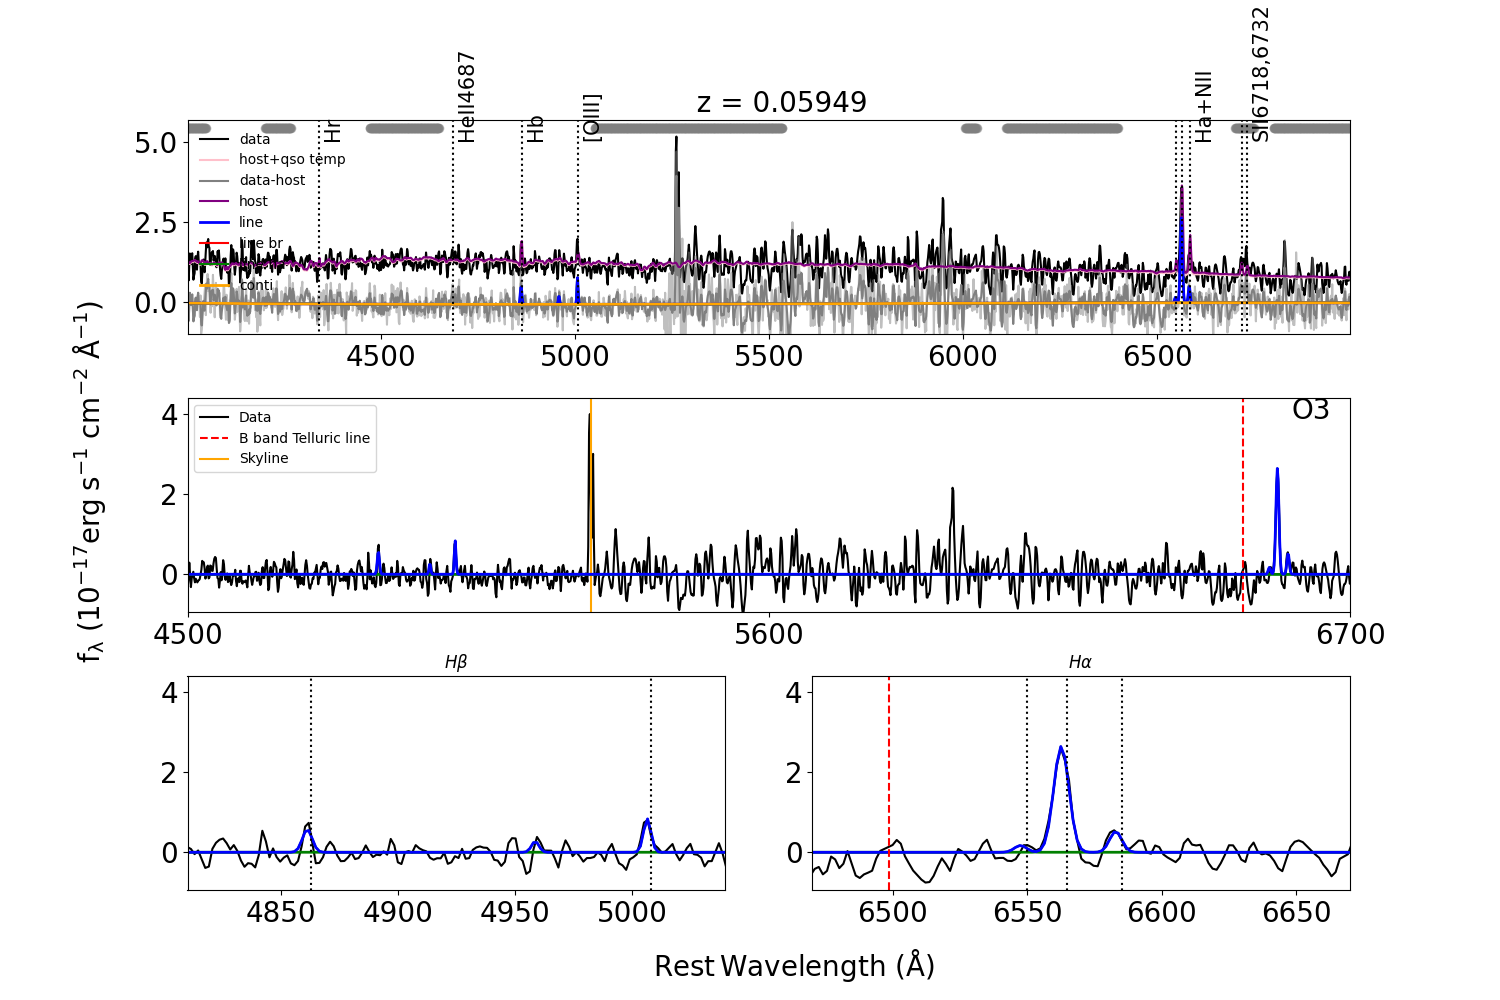 z = 0.05949
Hr
HeII4687
Hb
[OIII]
Ha+NII
SII6718,6732
data
host+qso temp
data-host
host
line
line br
conti
5.0
2.5
0.0
4500
5000
5500
6000
6500
fλ (10−17erg s−1 cm−2 Å−1)
O3
Data
B band Telluric line
Skyline
4
2
0
4500
5600
6700
Hβ
4
2
0
4850
4900
4950
5000
Hα
4
2
0
6500
6550
6600
6650
Rest Wavelength (Å)